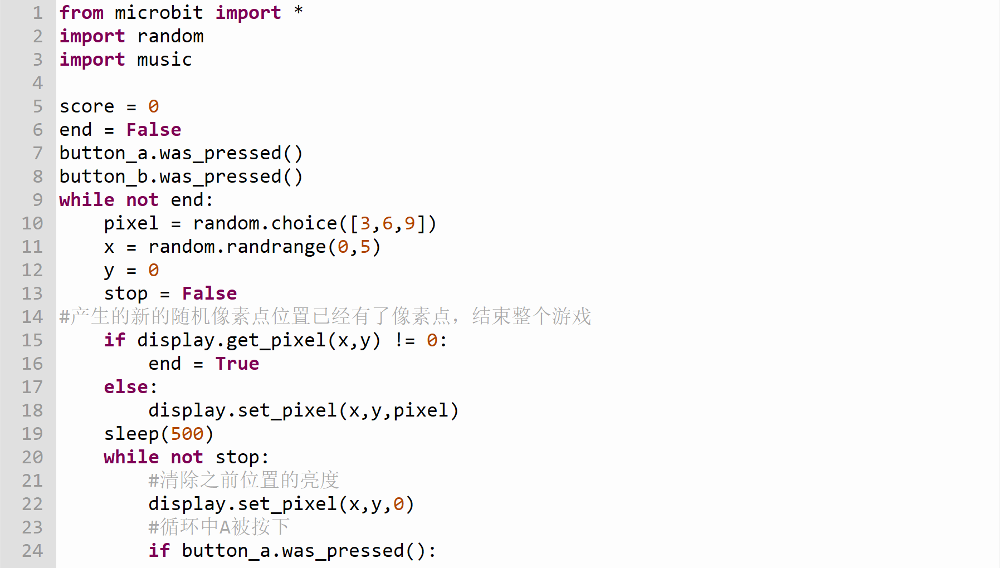 1 from microbit import *
2 import random
3 import music
4
5 score = 0
6 end = False
7 button_a.was_pressed()
8 button_b.was_pressed()
9 while not end:
10     pixel = random.choice([3,6,9])
11     x = random.randrange(0,5)
12     y = 0
13     stop = False
14 #产生的新的随机像素点位置已经有了像素点，结束整个游戏
15     if display.get_pixel(x,y) != 0:
16         end = True
17     else:
18         display.set_pixel(x,y,pixel)
19     sleep(500)
20     while not stop:
21         #清除之前位置的亮度
22         display.set_pixel(x,y,0)
23         #循环中A被按下
24         if button_a.was_pressed():